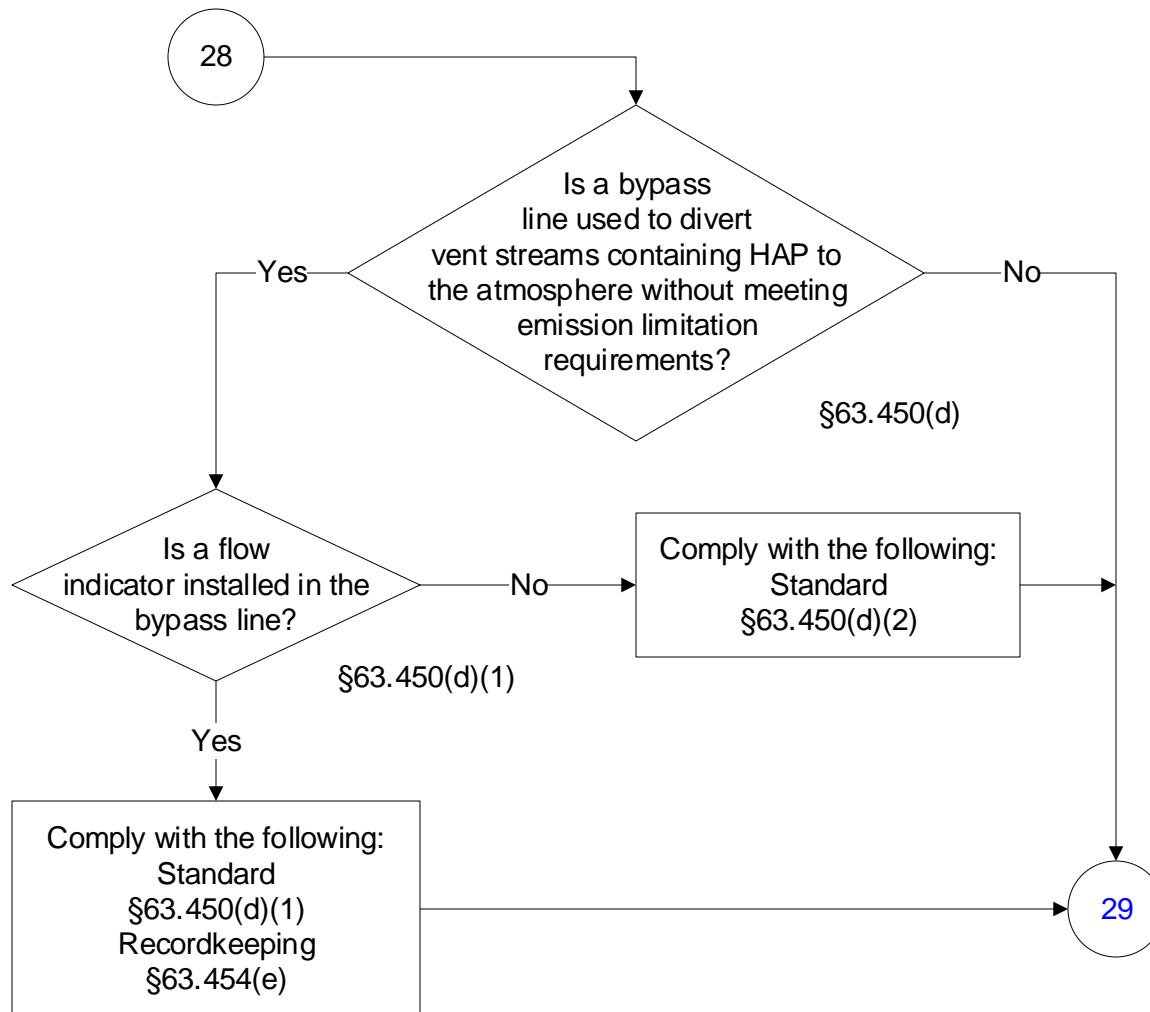 28
Is a bypass
line used to divert
vent streams containing HAP to
the atmosphere without meeting
emission limitation
requirements?
Yes
No
§63.450(d)
Is a flow
indicator installed in the
bypass line?
No
Comply with the following:
Standard
§63.450(d)(2)
§63.450(d)(1)
Yes
Comply with the following:
Standard
§63.450(d)(1)
Recordkeeping
§63.454(e)
29